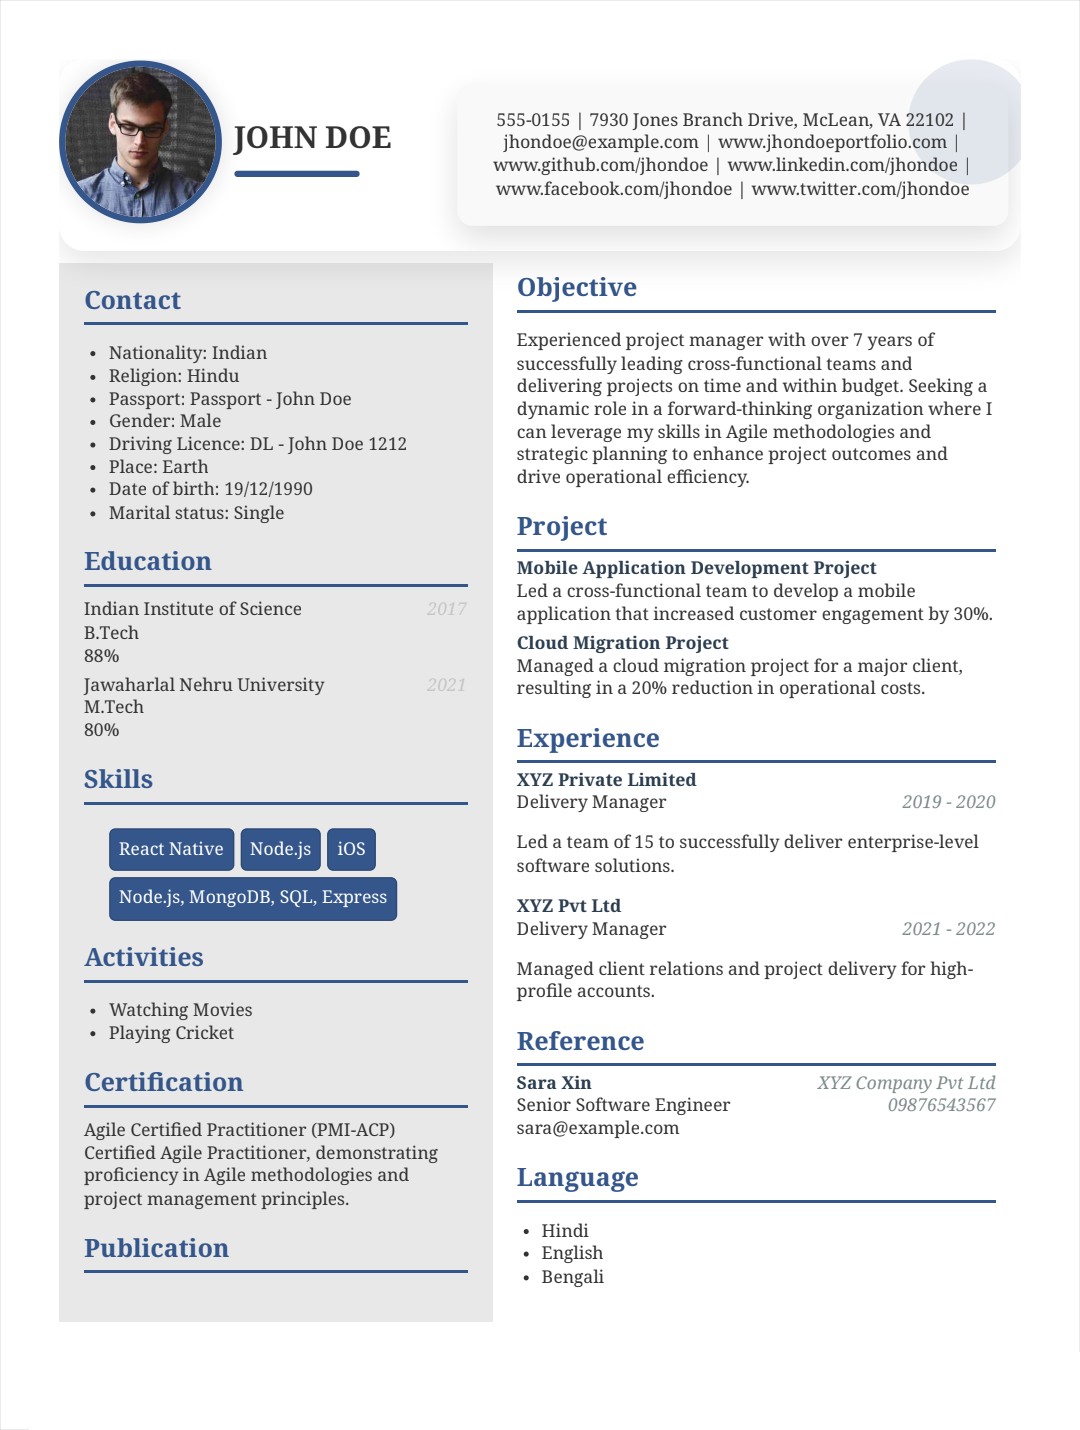 JOHN DOE
555-0155 | 7930 Jones Branch Drive, McLean, VA 22102 |
jhondoe@example.com | www.jhondoeportfolio.com |
www.github.com/jhondoe | www.linkedin.com/jhondoe |
www.facebook.com/jhondoe | www.twitter.com/jhondoe
Contact
• Nationality: Indian
• Religion: Hindu
• Passport: Passport - John Doe
• Gender: Male
• Driving Licence: DL - John Doe 1212
• Place: Earth
• Date of birth: 19/12/1990
• Marital status: Single
Education
Indian Institute of Science 2017
B.Tech
88%
Jawaharlal Nehru University 2021
M.Tech
80%
Skills
React Native Node.js iOS
Node.js, MongoDB, SQL, Express
Activities
• Watching Movies
• Playing Cricket
Certification
Agile Certified Practitioner (PMI-ACP)
Certified Agile Practitioner, demonstrating
proficiency in Agile methodologies and
project management principles.
Publication
Objective
Experienced project manager with over 7 years of
successfully leading cross-functional teams and
delivering projects on time and within budget. Seeking a
dynamic role in a forward-thinking organization where I
can leverage my skills in Agile methodologies and
strategic planning to enhance project outcomes and
drive operational efficiency.
Project
Mobile Application Development Project
Led a cross-functional team to develop a mobile
application that increased customer engagement by 30%.
Cloud Migration Project
Managed a cloud migration project for a major client,
resulting in a 20% reduction in operational costs.
Experience
XYZ Private Limited
Delivery Manager 2019 - 2020
Led a team of 15 to successfully deliver enterprise-level
software solutions.
XYZ Pvt Ltd
Delivery Manager 2021 - 2022
Managed client relations and project delivery for high-
profile accounts.
Reference
Sara Xin XYZ Company Pvt Ltd
Senior Software Engineer 09876543567
sara@example.com
Language
• Hindi
• English
• Bengali